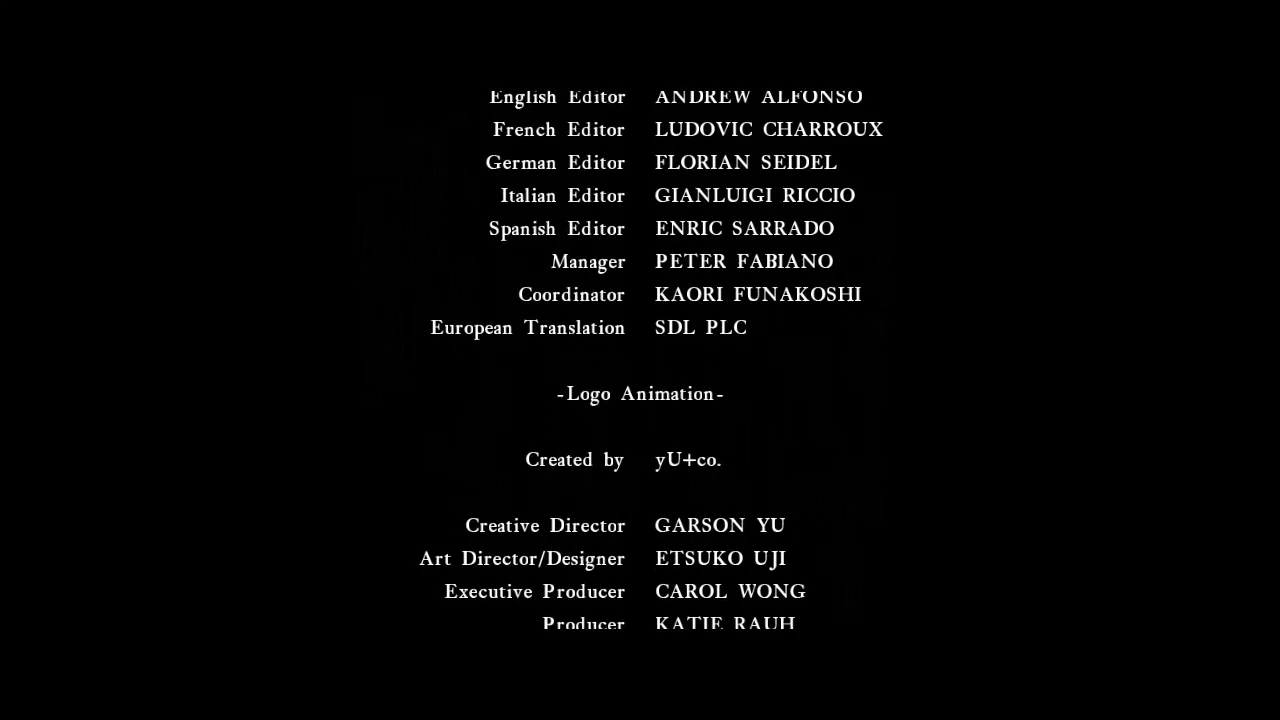 English Editor ANDREW ALFONSO
French Editor LUDOVIC CHARROUX
German Editor FLORIAN SEIDEL
Italian Editor GIANLUIGI RICCIO
Spanish Editor ENRIC SARRADO
Manager PETER FABIANO
Coordinator KAORI FUNAKOSHI
European Translation SDL PLC
-Logo Animation-
Created by yU+co.
Creative Director GARSON YU
Art Director/Designer ETSUKO UJI
Executive Producer CAROL WONG
Producer KATIE RAUH